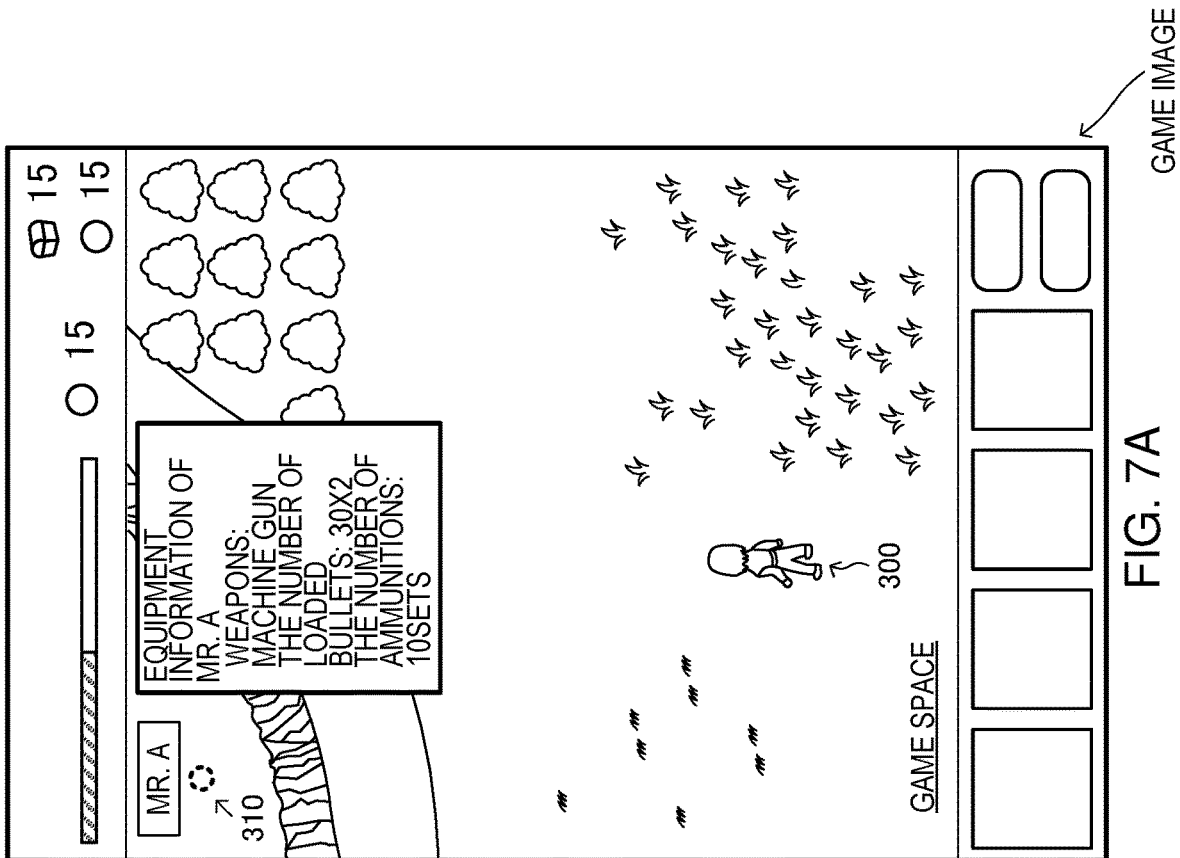 15
15
15
EQUIPMENT
INFORMATION OF
MR. A
WEAPONS:
MACHINE GUN
THE NUMBER OF
LOADED
BULLETS: 30X2
THE NUMBER OF
AMMUNITIONS:
10SETS
MR. A
310
300
GAME SPACE
GAME IMAGE
FIG. 7A